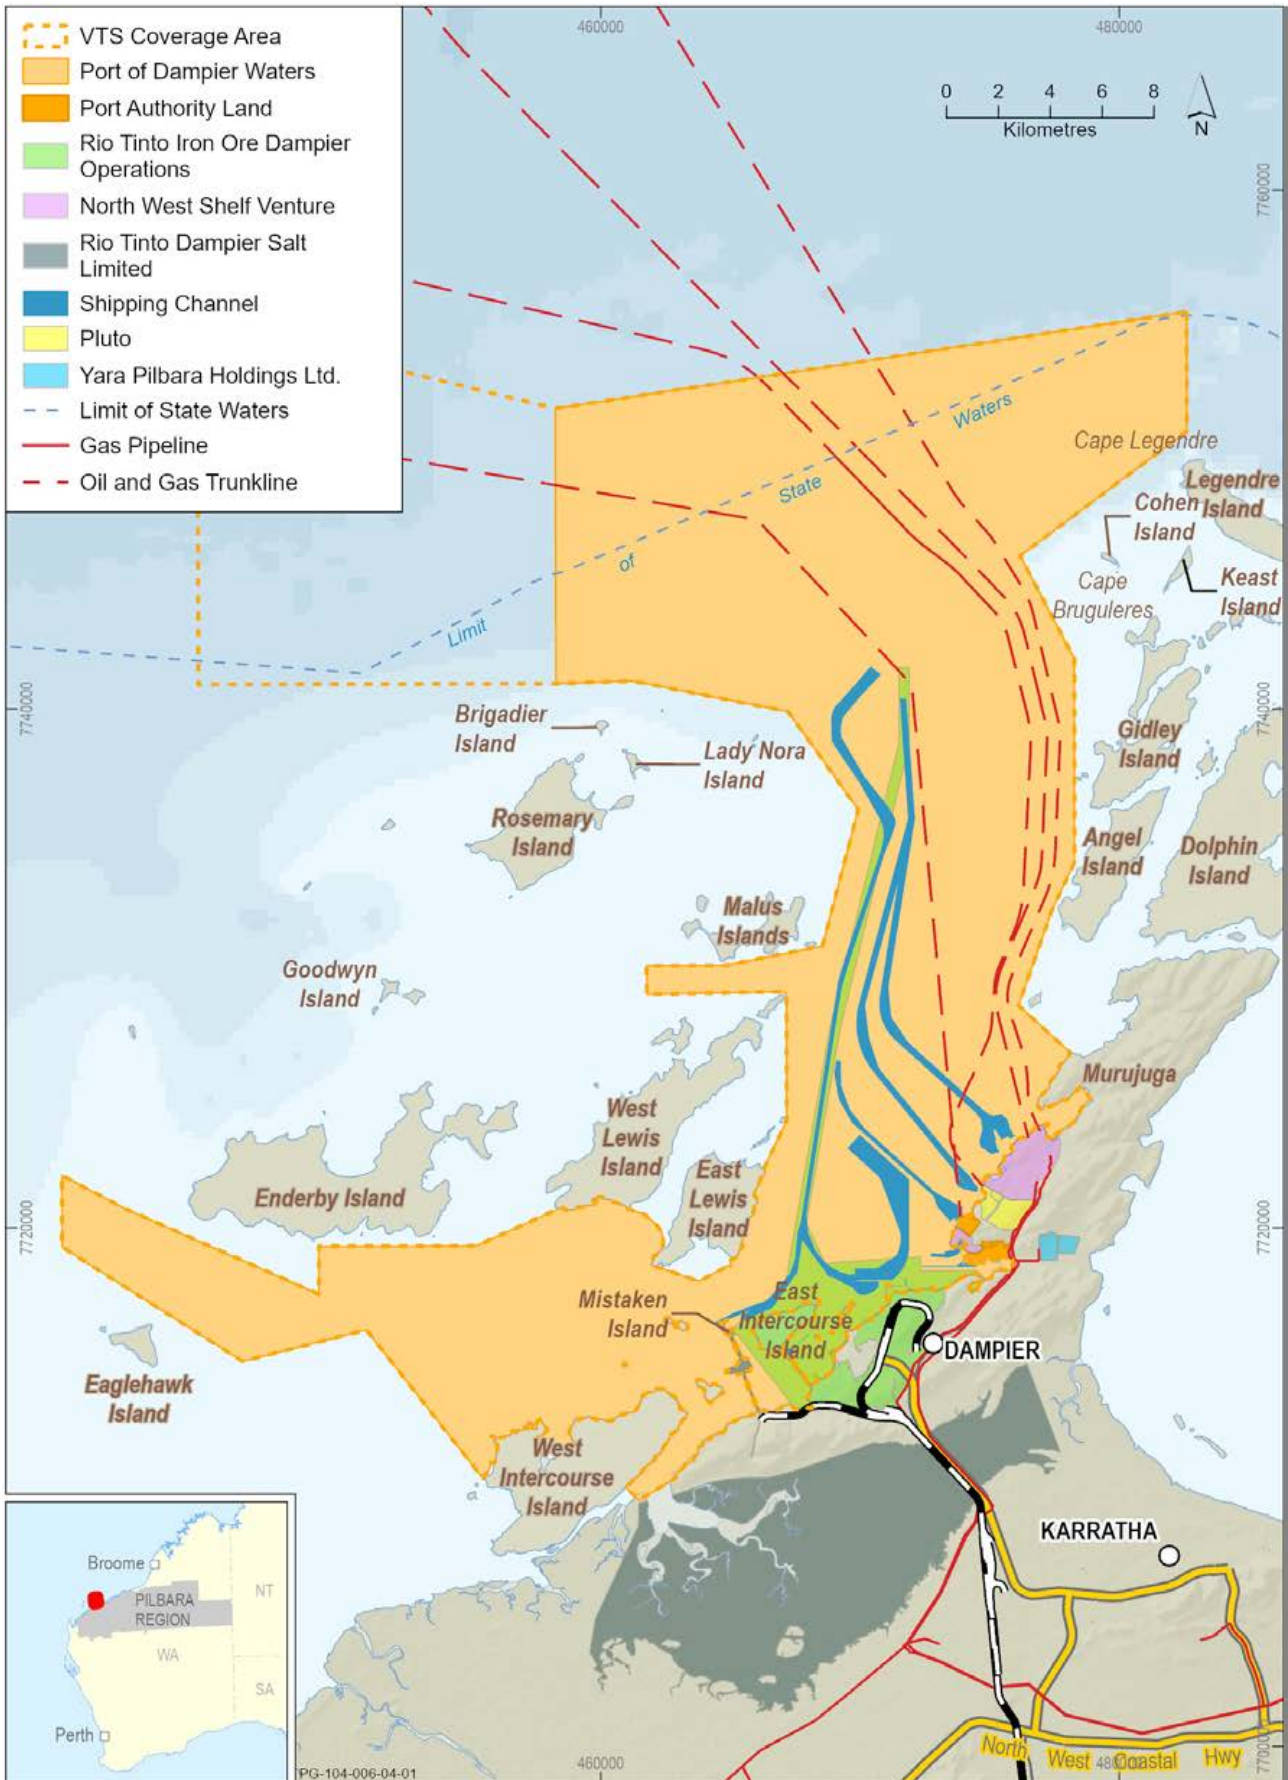 VTS Coverage Area
Port of Dampier Waters
Port Authority Land
Rio Tinto Iron Ore Dampier
Operations
North West Shelf Venture
Rio Tinto Dampier Salt
Limited
Shipping Channel
Pluto
Yara Pilbara Holdings Ltd.
Limit of State Waters
Gas Pipeline
Oil and Gas Trunkline
460000
480000
0 2 4 6 8
Kilometres
N
7760000
Waters
State
of
Limit
Cape Legendre
Legendre
Island
Cohen
Island
Cape
Bruguleres
Keast
Island
7740000
7740000
Brigadier
Island
Lady Nora
Island
Gidley
Island
Rosemary
Island
Angel
Island
Dolphin
Island
Malus
Islands
Goodwyn
Island
Murujuga
West
Lewis
Island
East
Lewis
Island
Enderby Island
7720000
7720000
Mistaken
Island
East
Intercourse
Island
DAMPIER
Eaglehawk
Island
West
Intercourse
Island
KARRATHA
Broome
PILBARA
REGION
NT
WA
SA
Perth
PG-104-006-04-01
460000
North West Coastal Hwy
480000
7700000